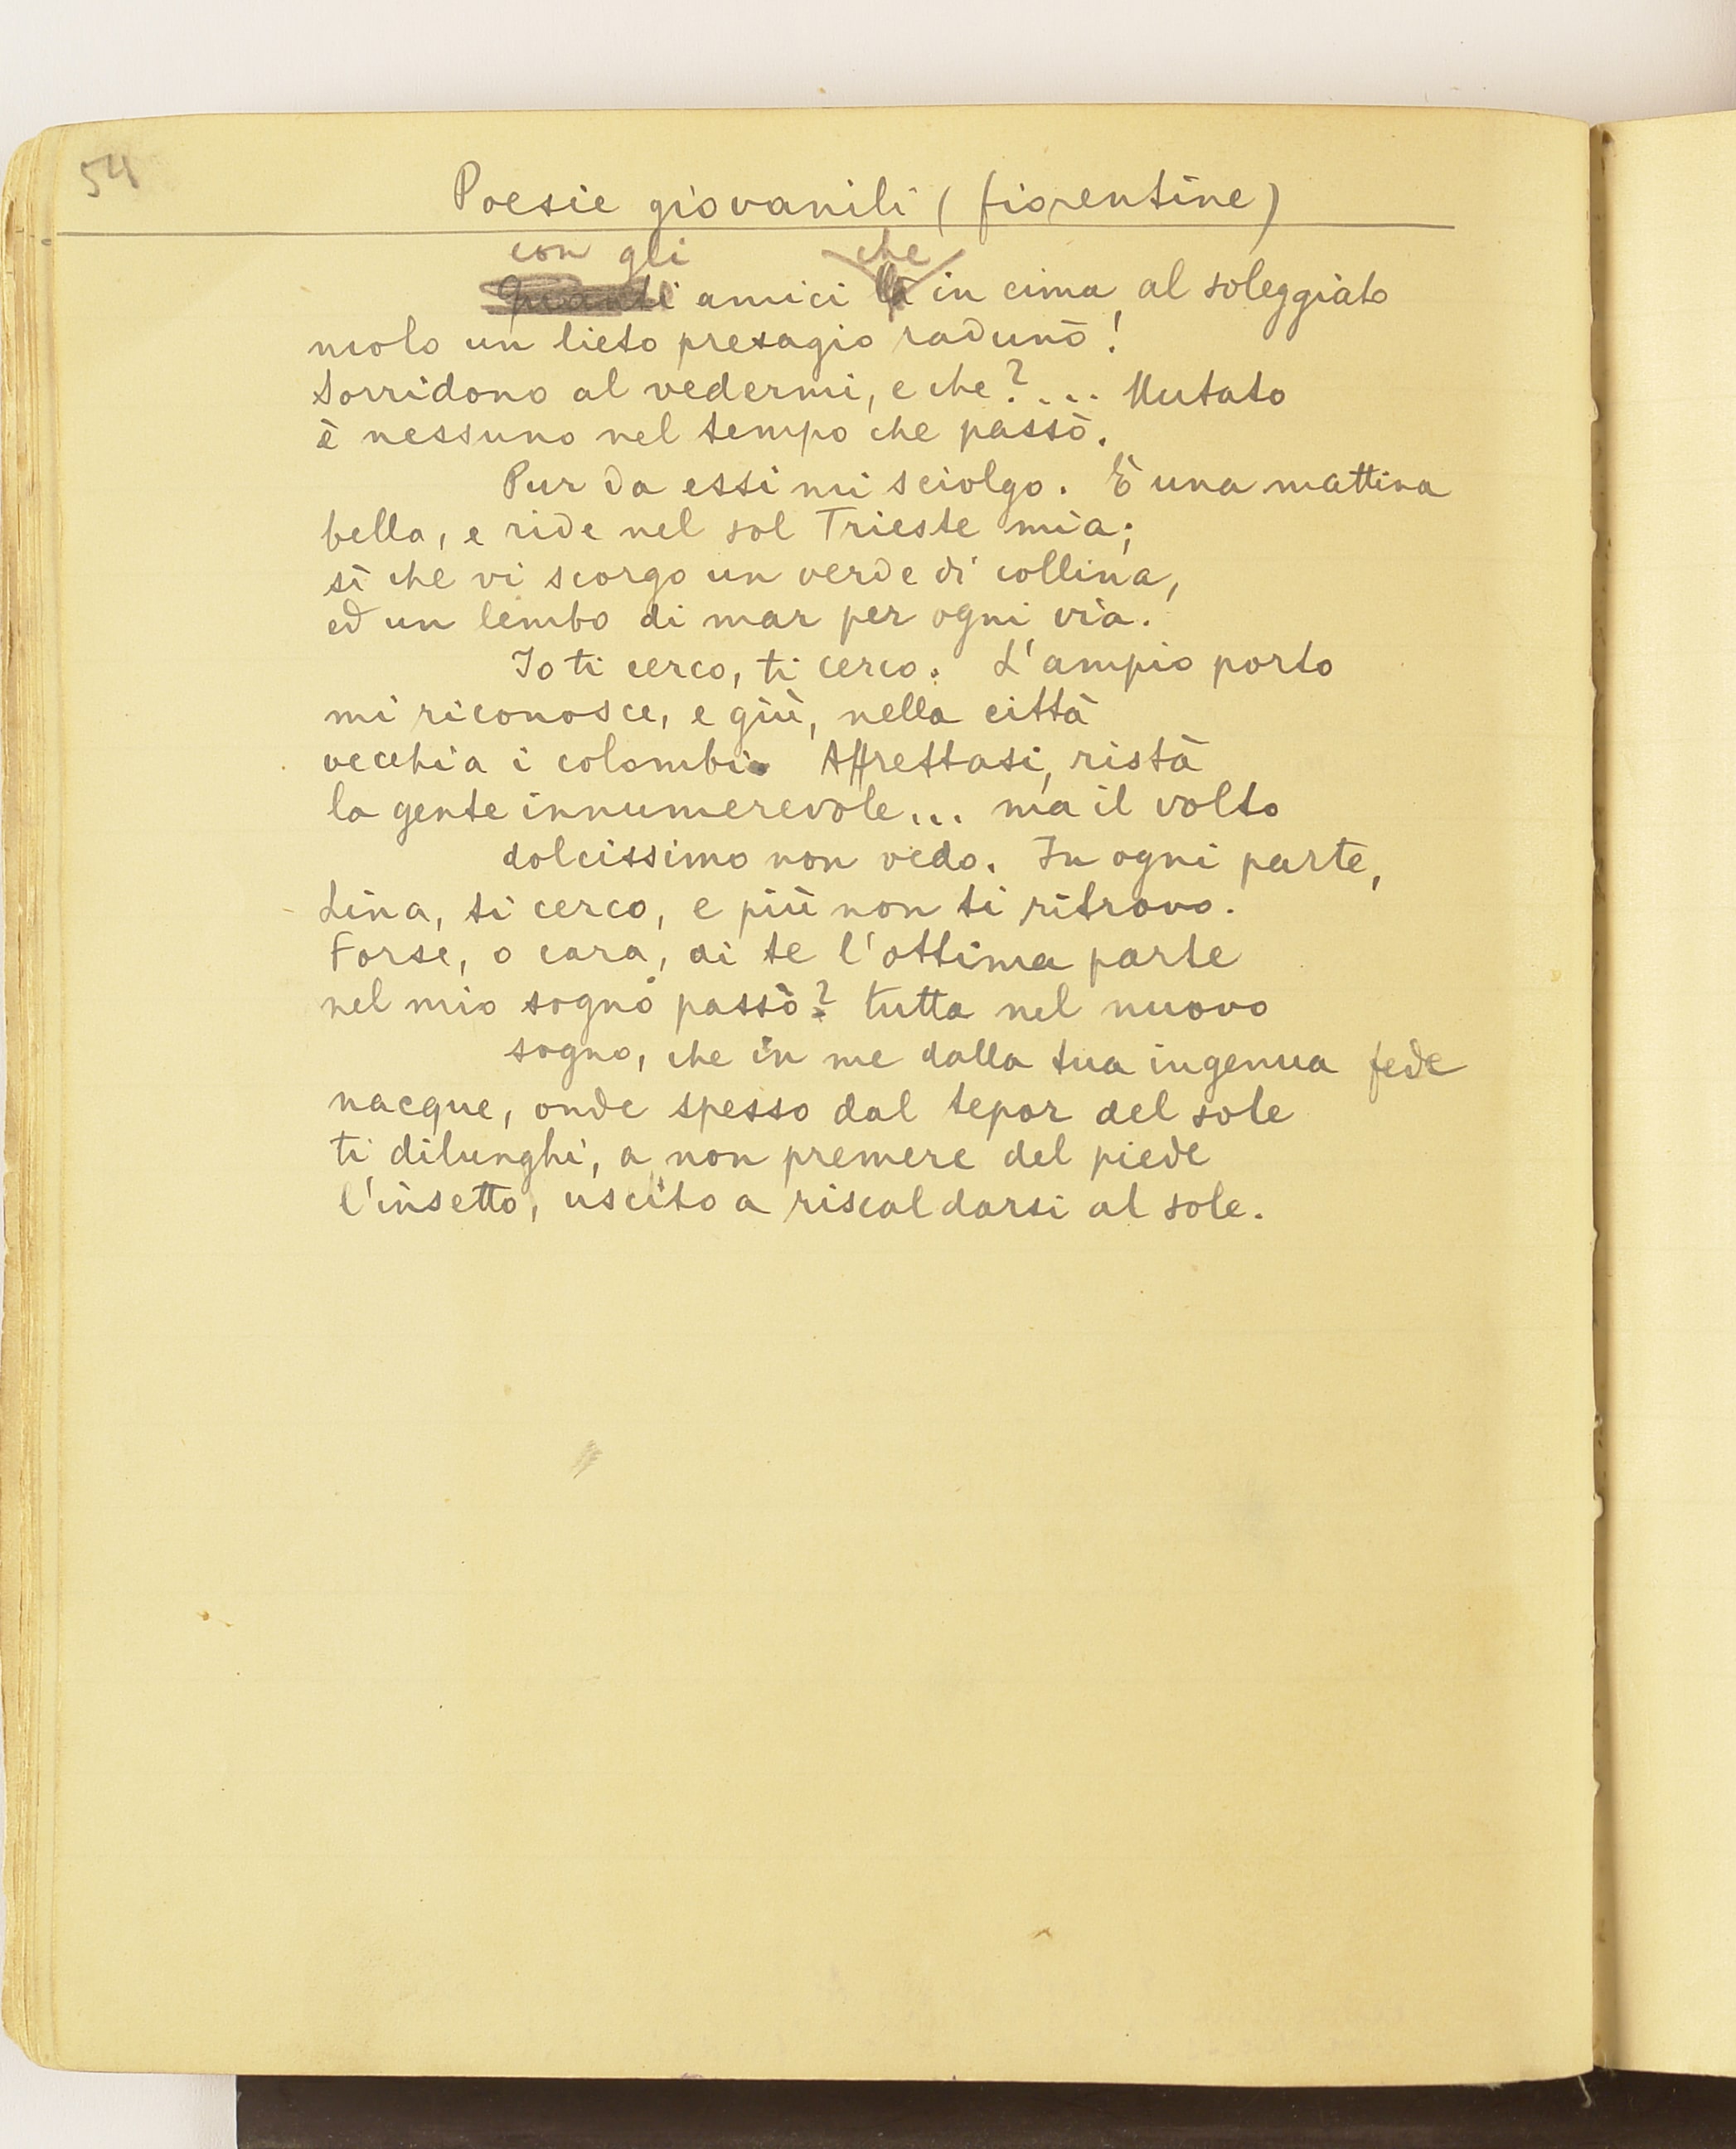 54
Poesie giovanili (fiorentine)
con gli che
Quanti amici là in cima al soleggiato
molo un lieto presagio radunò!
Sorridono al vedermi, e che?... Mutato
è nessuno nel tempo che passò.
Pur da essi mi sciolgo. È una mattina
bella, e ride nel sol Trieste mia;
sì che vi scorgo un verde di collina,
ed un lembo di mar per ogni via.
Io ti cerco, ti cerco. L'ampio porto
mi riconosce, e giù, nella città
vecchia i colombi. Affrettasi, ristà
la gente innumerevole... ma il volto
dolcissimo non vedo. In ogni parte,
Lina, ti cerco, e più non ti ritrovo.
Forse, o cara, di te l'ottima parte
nel mio sogno passò? tutta nel nuovo
sogno, che in me dalla tua ingenua fede
nacque, onde spesso dal tepor del sole
ti dilunghi, a non premere del piede
l'insetto, uscito a riscaldarsi al sole.